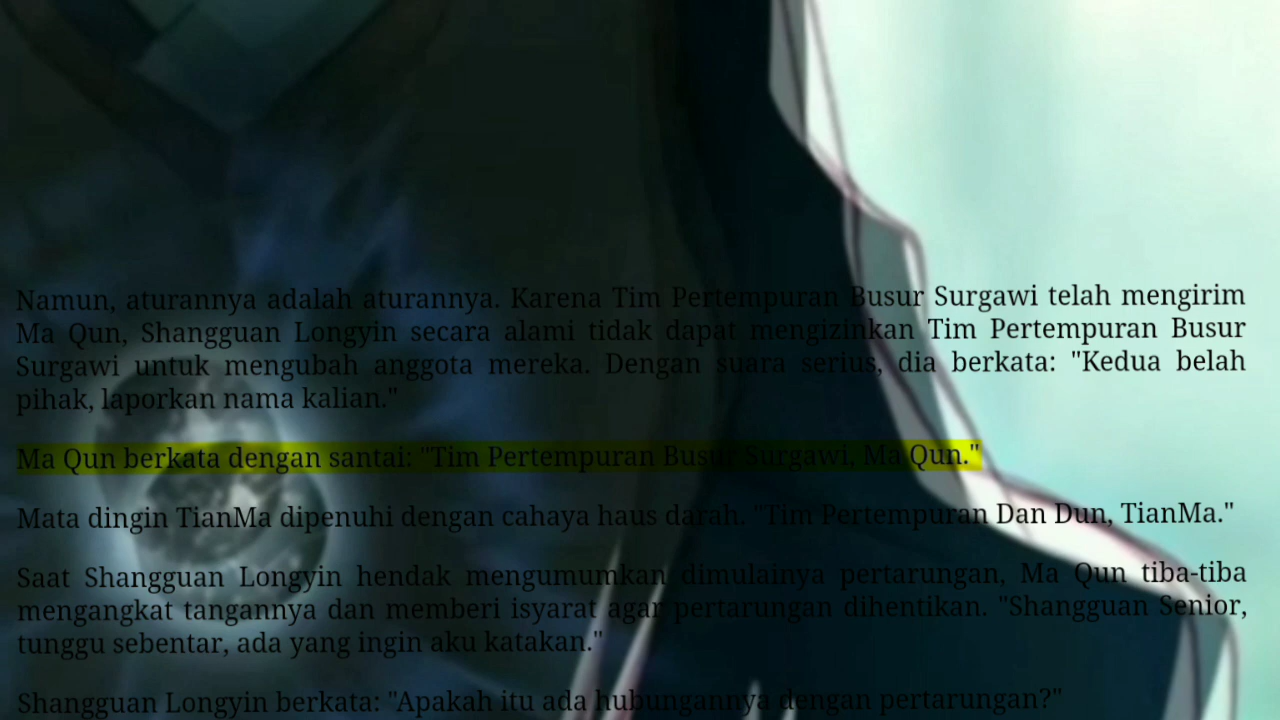 Namun, aturannya adalah aturannya. Karena Tim Pertempuran Busur Surgawi telah mengirim
Ma Qun, Shangguan Longyin secara alami tidak dapat mengizinkan Tim Pertempuran Busur
Surgawi untuk mengubah anggota mereka. Dengan suara serius, dia berkata: "Kedua belah
pihak, laporkan nama kalian."
Ma Qun berkata dengan santai: "Tim Pertempuran Busur Surgawi, Ma Qun."
Mata dingin TianMa dipenuhi dengan cahaya haus darah. "Tim Pertempuran Dan Dun, TianMa."
Saat Shangguan Longyin hendak mengumumkan dimulainya pertarungan, Ma Qun tiba-tiba
mengangkat tangannya dan memberi isyarat agar pertarungan dihentikan. "Shangguan Senior,
tunggu sebentar, ada yang ingin aku katakan."
Shangguan Longyin berkata: "Apakah itu ada hubungannya dengan pertarungan?"